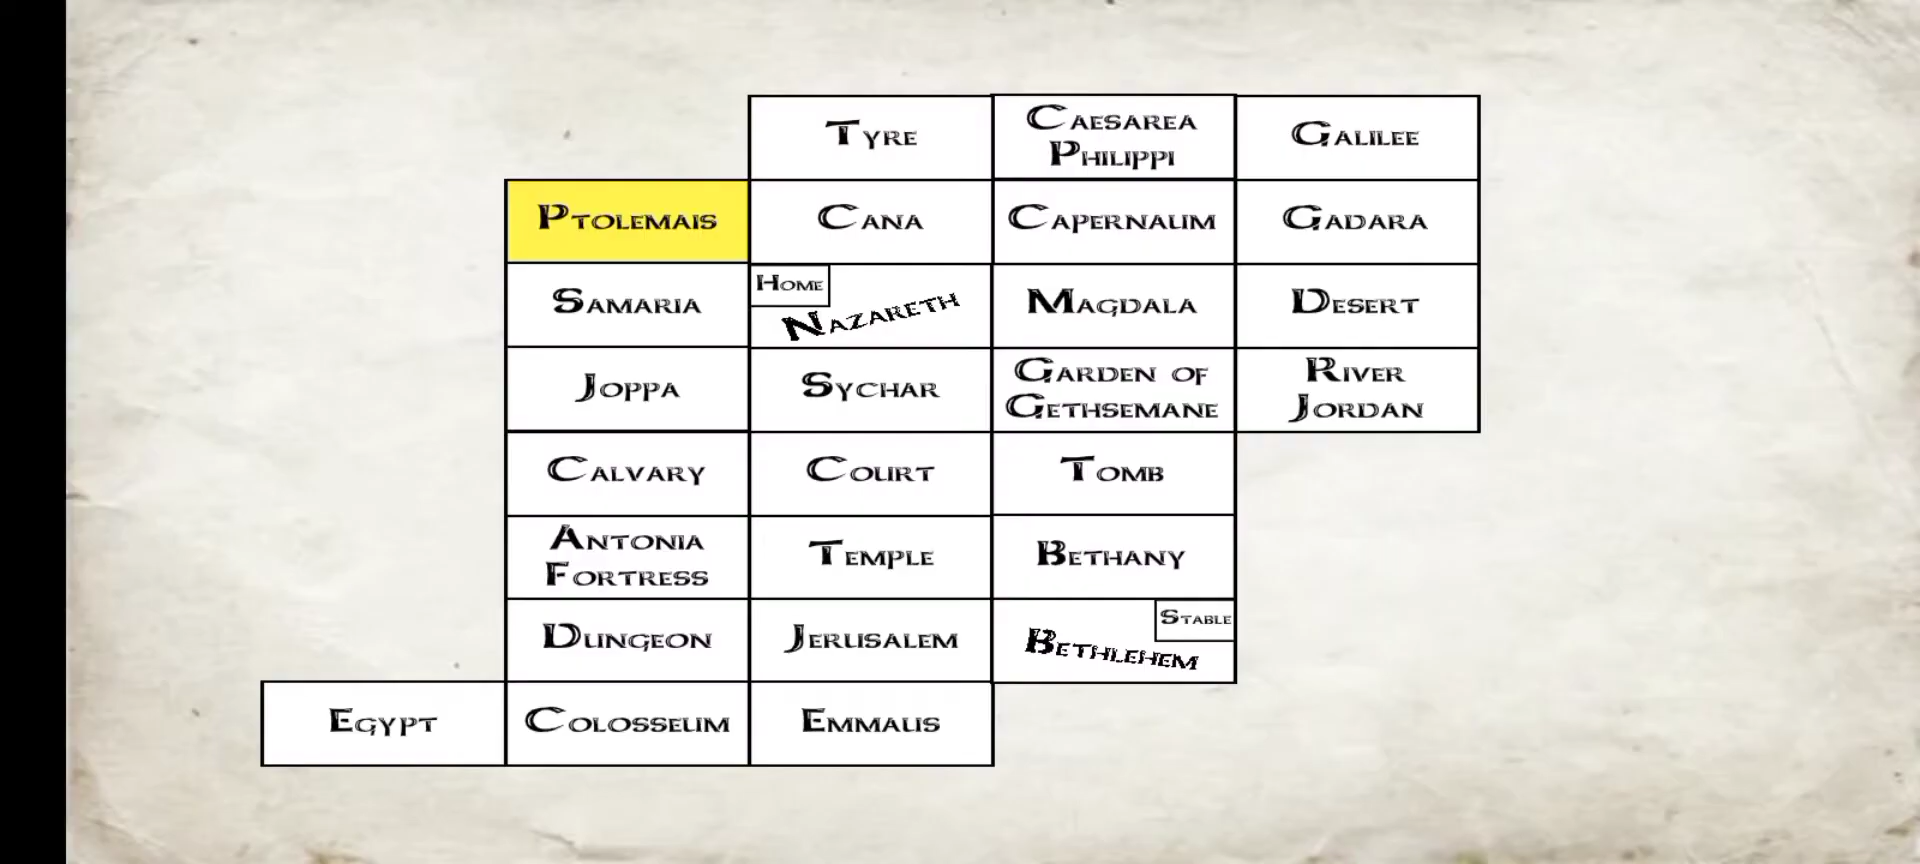 Tyre
Caesarea
Philippi
Galilee
Ptolemais
Cana
Capernaum
Gadara
Samaria
Home
Nazareth
Magdala
Desert
Joppa
Sychar
Garden of
Gethsemane
River
Jordan
Calvary
Court
Tomb
Antonia
Fortress
Temple
Bethany
Dungeon
Jerusalem
Stable
Bethlehem
Egypt
Colosseum
Emmaus